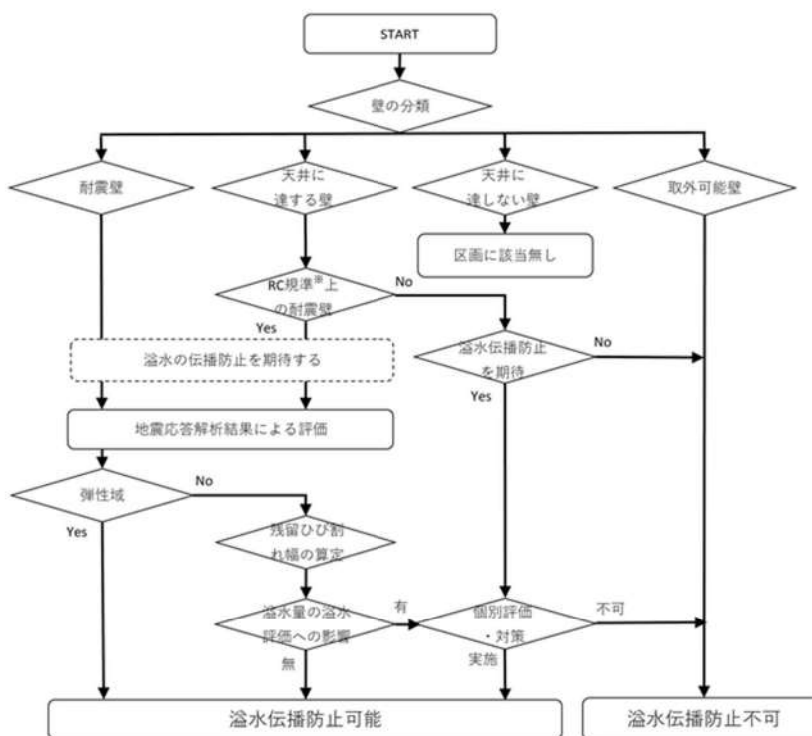 START
壁の分類
耐震壁
天井に
達する壁
天井に
達しない壁
取外可能壁
区画に該当無し
RC規準※上
の耐震壁
No
Yes
溢水の伝播防止を期待する
溢水伝播防止
を期待
No
Yes
地震応答解析結果による評価
弾性域
No
Yes
残留ひび割
れ幅の算定
溢水量の溢水
評価への影響
有
無
個別評価
・対策
不可
実施
溢水伝播防止可能
溢水伝播防止不可